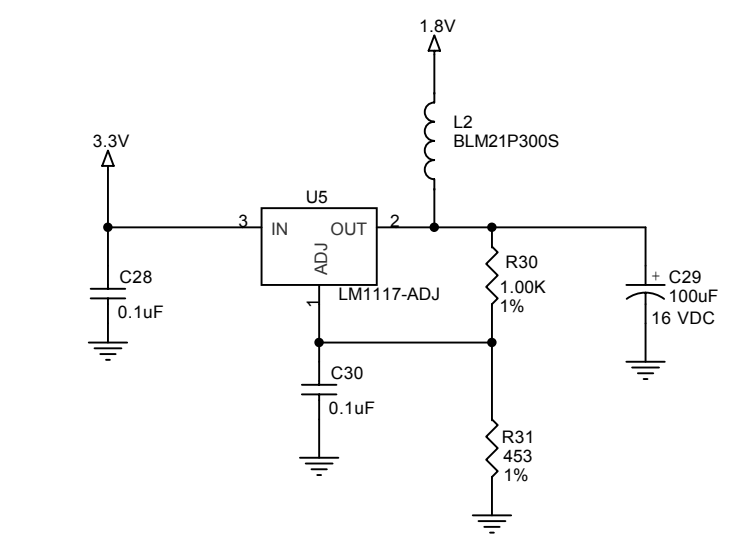 1.8V
L2
BLM21P300S
3.3V
U5
3
IN
OUT
2
ADJ
LM1117-ADJ
1
C28
0.1uF
R30
1.00K
1%
+
C29
100uF
16 VDC
C30
0.1uF
R31
453
1%